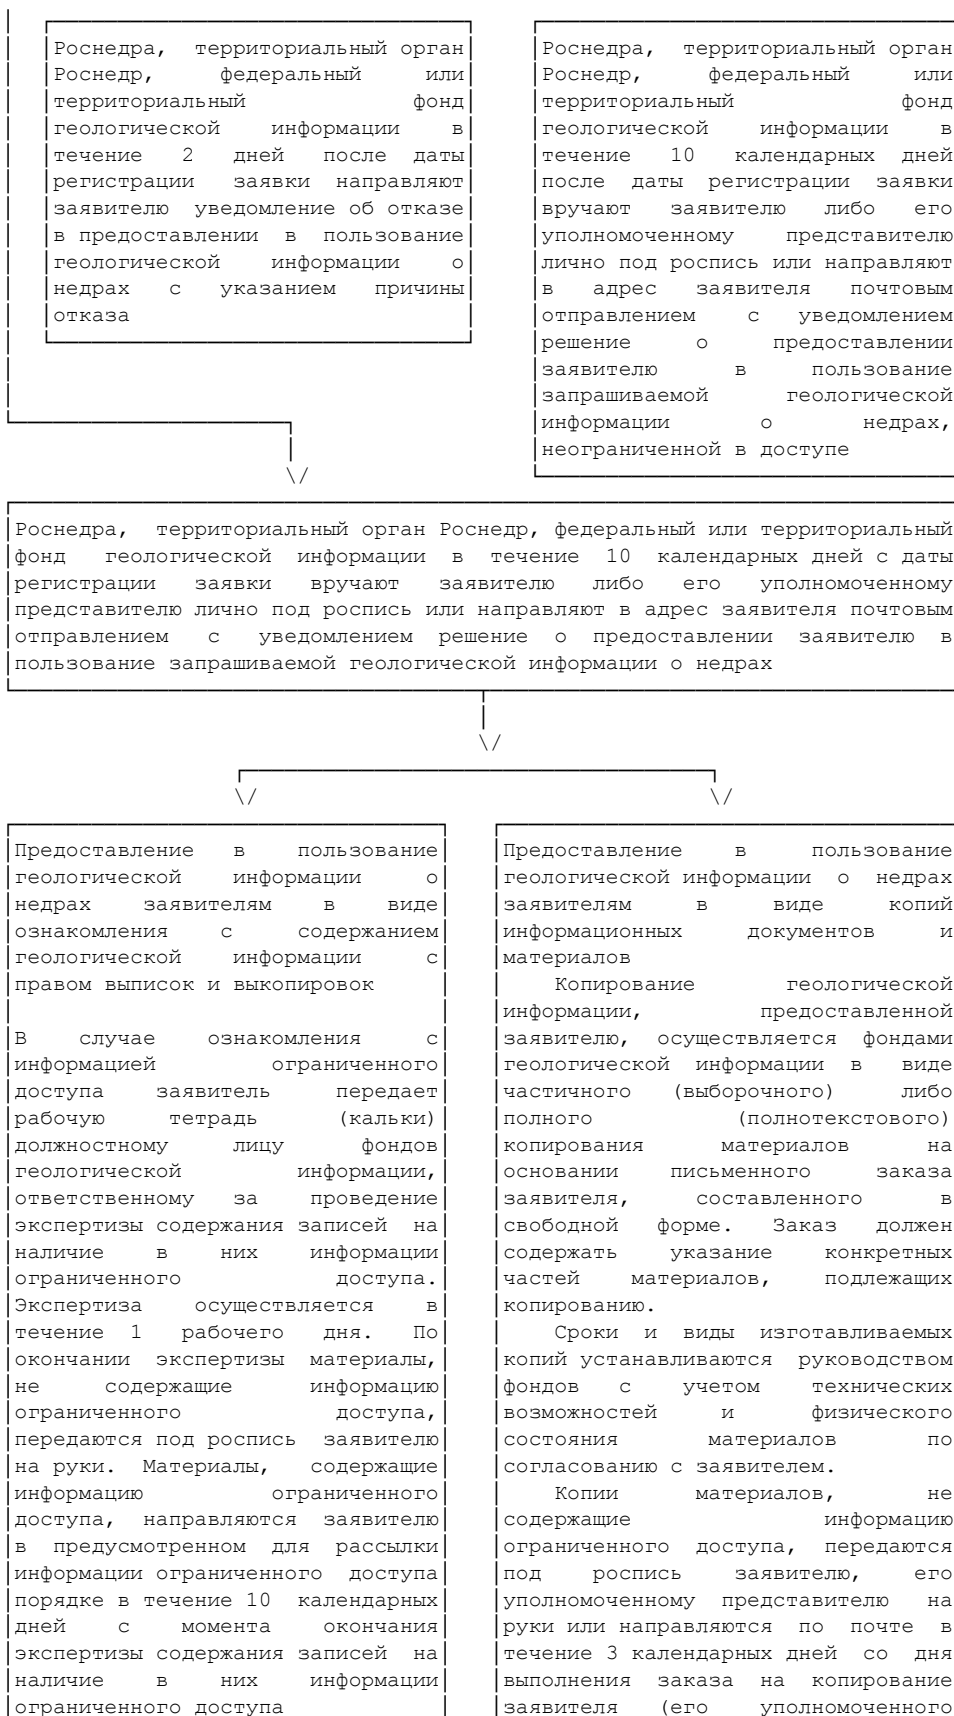 Роснедра, территориальный орган
Роснедр, федеральный или
территориальный фонд
геологической информации в
течение 2 дней после даты
регистрации заявки направляют
заявителю уведомление об отказе
в предоставлении в пользование
геологической информации о
недрах с указанием причины
отказа
Роснедра, территориальный орган
Роснедр, федеральный или
территориальный фонд
геологической информации в
течение 10 календарных дней
после даты регистрации заявки
вручают заявителю либо его
уполномоченному представителю
лично под роспись или направляют
в адрес заявителя почтовым
отправлением с уведомлением
решение о предоставлении
заявителю в пользование
запрашиваемой геологической
информации о недрах,
неограниченной в доступе
Роснедра, территориальный орган Роснедр, федеральный или территориальный
фонд геологической информации в течение 10 календарных дней с даты
регистрации заявки вручают заявителю либо его уполномоченному
представителю лично под роспись или направляют в адрес заявителя почтовым
отправлением с уведомлением решение о предоставлении заявителю в
пользование запрашиваемой геологической информации о недрах
Предоставление в пользование
геологической информации о
недрах заявителям в виде
ознакомления с содержанием
геологической информации с
правом выписок и выкопировок
В случае ознакомления с
информацией ограниченного
доступа заявитель передает
рабочую тетрадь (кальки)
должностному лицу фондов
геологической информации,
ответственному за проведение
экспертизы содержания записей на
наличие в них информации
ограниченного доступа.
Экспертиза осуществляется в
течение 1 рабочего дня. По
окончании экспертизы материалы,
не содержащие информацию
ограниченного доступа,
передаются под роспись заявителю
на руки. Материалы, содержащие
информацию ограниченного
доступа, направляются заявителю
в предусмотренном для рассылки
информации ограниченного доступа
порядке в течение 10 календарных
дней с момента окончания
экспертизы содержания записей на
наличие в них информации
ограниченного доступа
Предоставление в пользование
геологической информации о недрах
заявителям в виде копий
информационных документов и
материалов
Копирование геологической
информации, предоставленной
заявителю, осуществляется фондами
геологической информации в виде
частичного (выборочного) либо
полного (полнотекстового)
копирования материалов на
основании письменного заказа
заявителя, составленного в
свободной форме. Заказ должен
содержать указание конкретных
частей материалов, подлежащих
копированию.
Сроки и виды изготавливаемых
копий устанавливаются руководством
фондов с учетом технических
возможностей и физического
состояния материалов по
согласованию с заявителем.
Копии материалов, не
содержащие информацию
ограниченного доступа, передаются
под роспись заявителю, его
уполномоченному представителю на
руки или направляются по почте в
течение 3 календарных дней со дня
выполнения заказа на копирование
заявителя (его уполномоченного